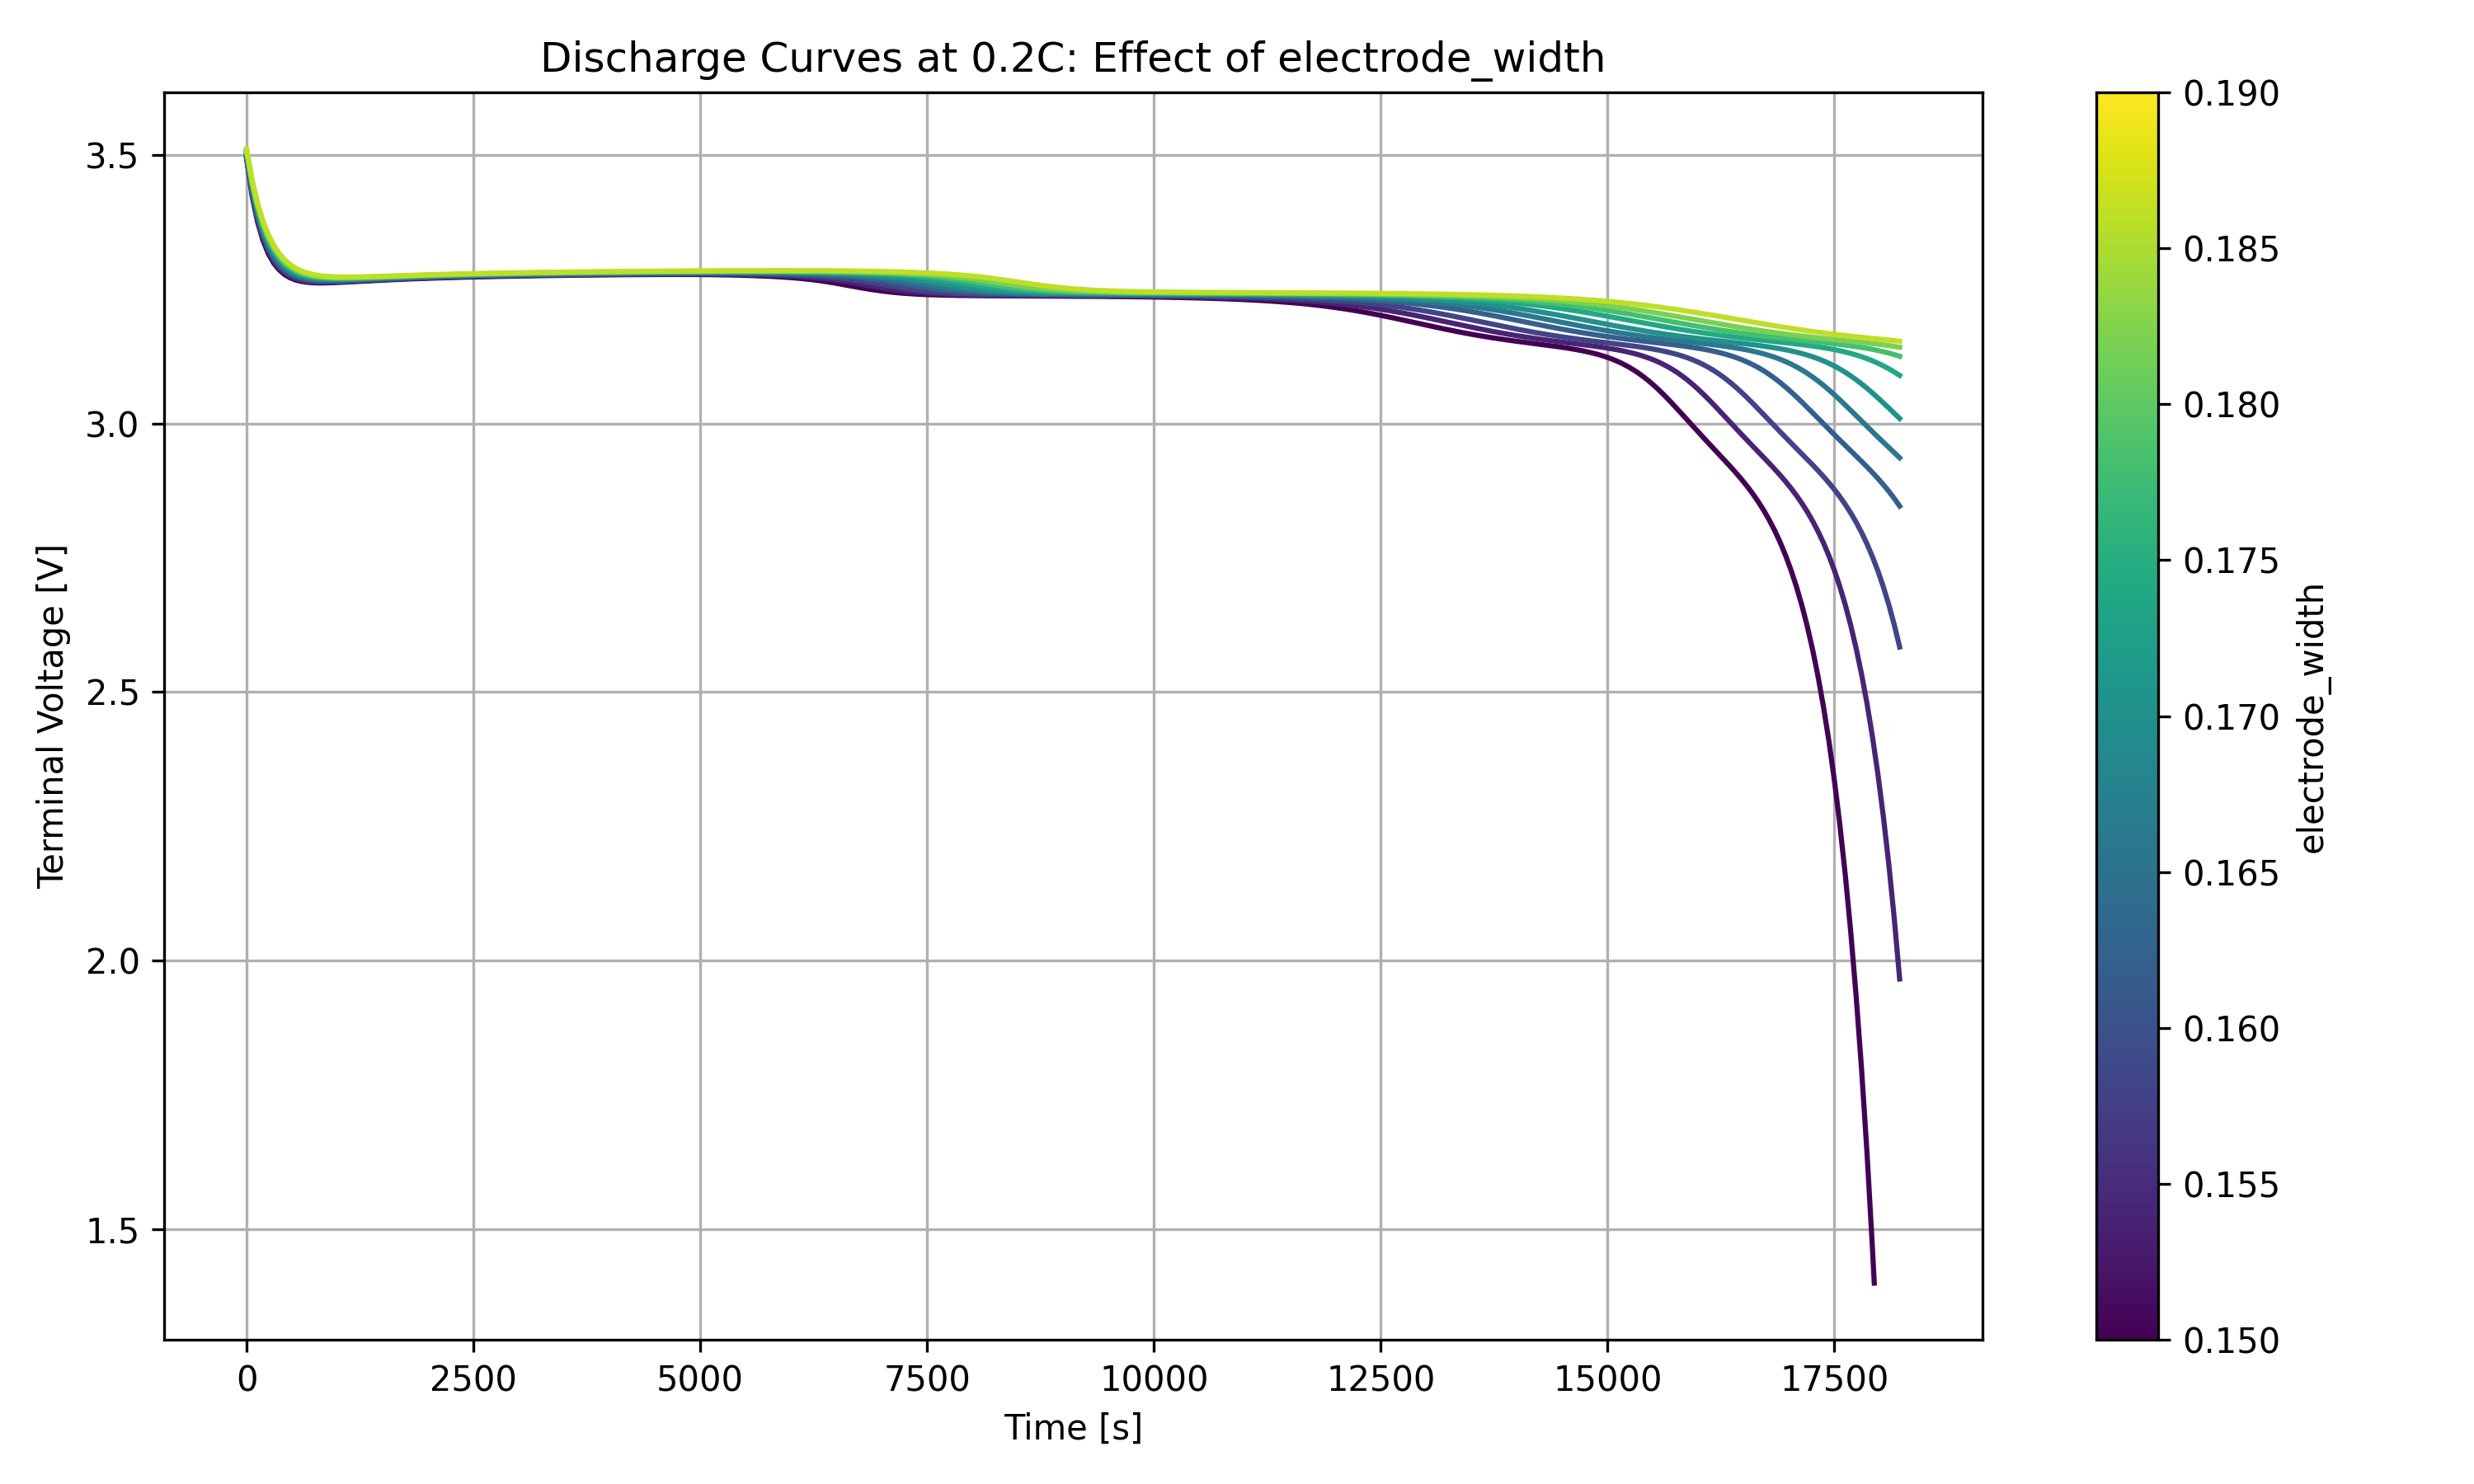 Discharge Curves at 0.2C: Effect of electrode_width
3.5
3.0
2.5
2.0
1.5
Terminal Voltage [V]
0 2500 5000 7500 10000 12500 15000 17500
Time [s]
0.190
0.185
0.180
0.175
0.170
0.165
0.160
0.155
0.150
electrode_width